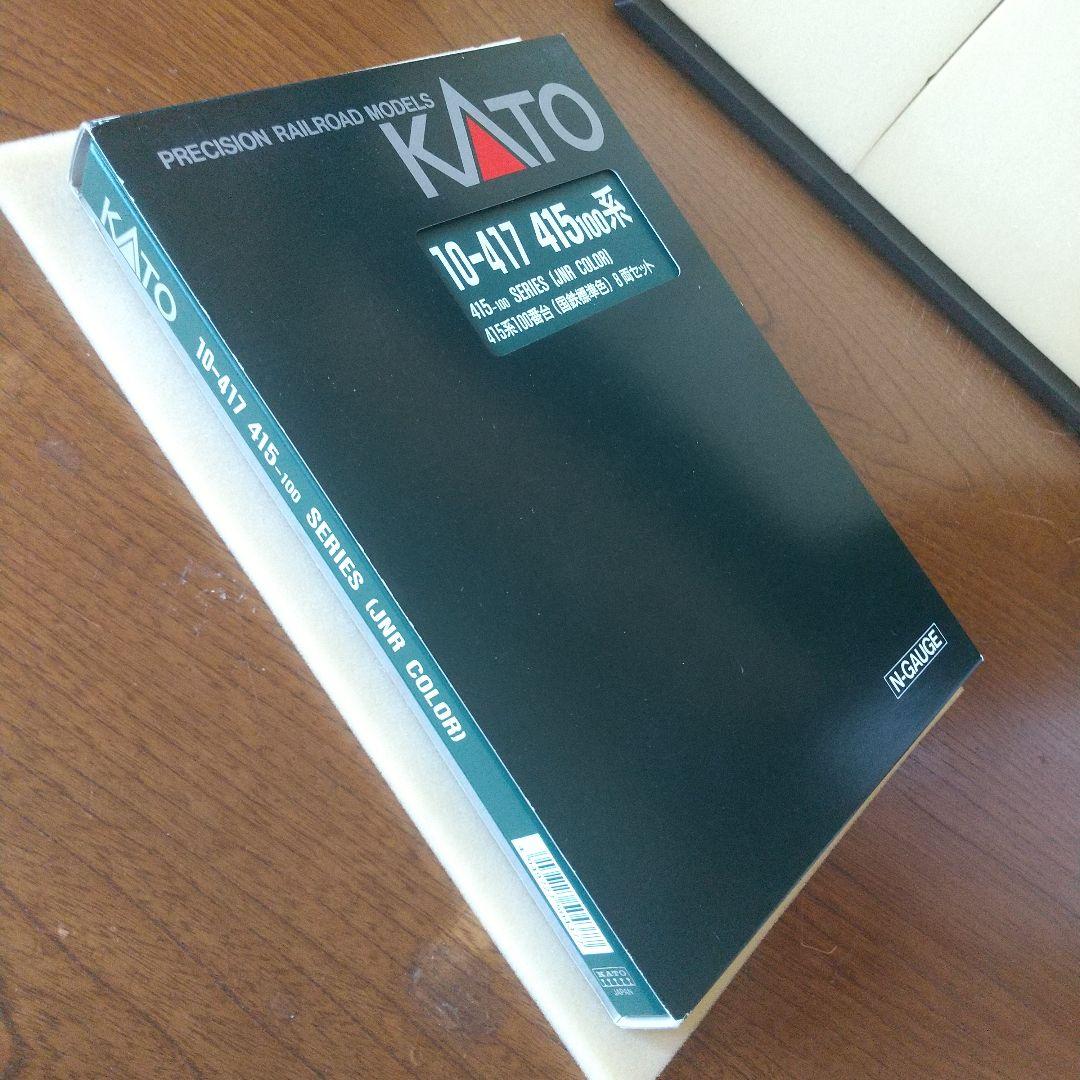 PRECISION RAILROAD MODELS
KATO
10-417 415100系
415-100 SERIES (JNR COLOR)
415系100番台(国鉄標準色)8両セット
N-GAUGE
KATO
10-417 415-100 SERIES (JNR COLOR)
KATO
JAPAN